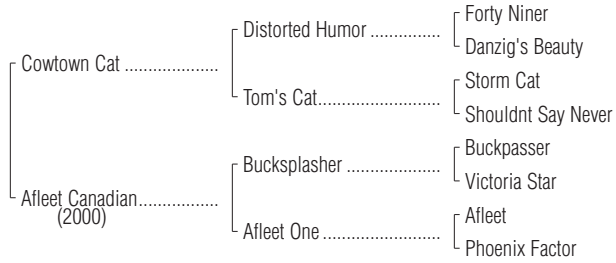 Forty Niner
Distorted Humor ..............
Danzig's Beauty
Cowtown Cat ...................
Storm Cat
Tom's Cat.........................
Shouldnt Say Never
Buckpasser
Bucksplasher ...................
Victoria Star
Afleet Canadian................
(2000)
Afleet
Afleet One ........................
Phoenix Factor